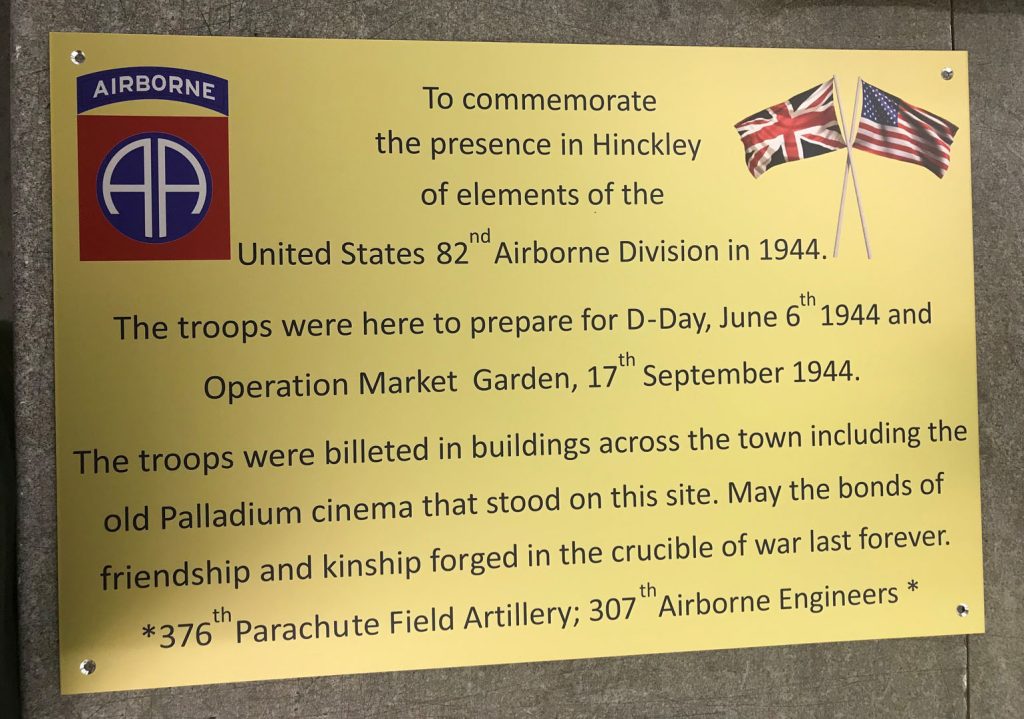 AIRBORNE
AA
To commemorate
the presence in Hinckley
of elements of the
United States 82nd Airborne Division in 1944.
The troops were here to prepare for D-Day, June 6th 1944 and
Operation Market Garden, 17th September 1944.
The troops were billeted in buildings across the town including the
old Palladium cinema that stood on this site. May the bonds of
friendship and kinship forged in the crucible of war last forever.
*376th Parachute Field Artillery; 307th Airborne Engineers *